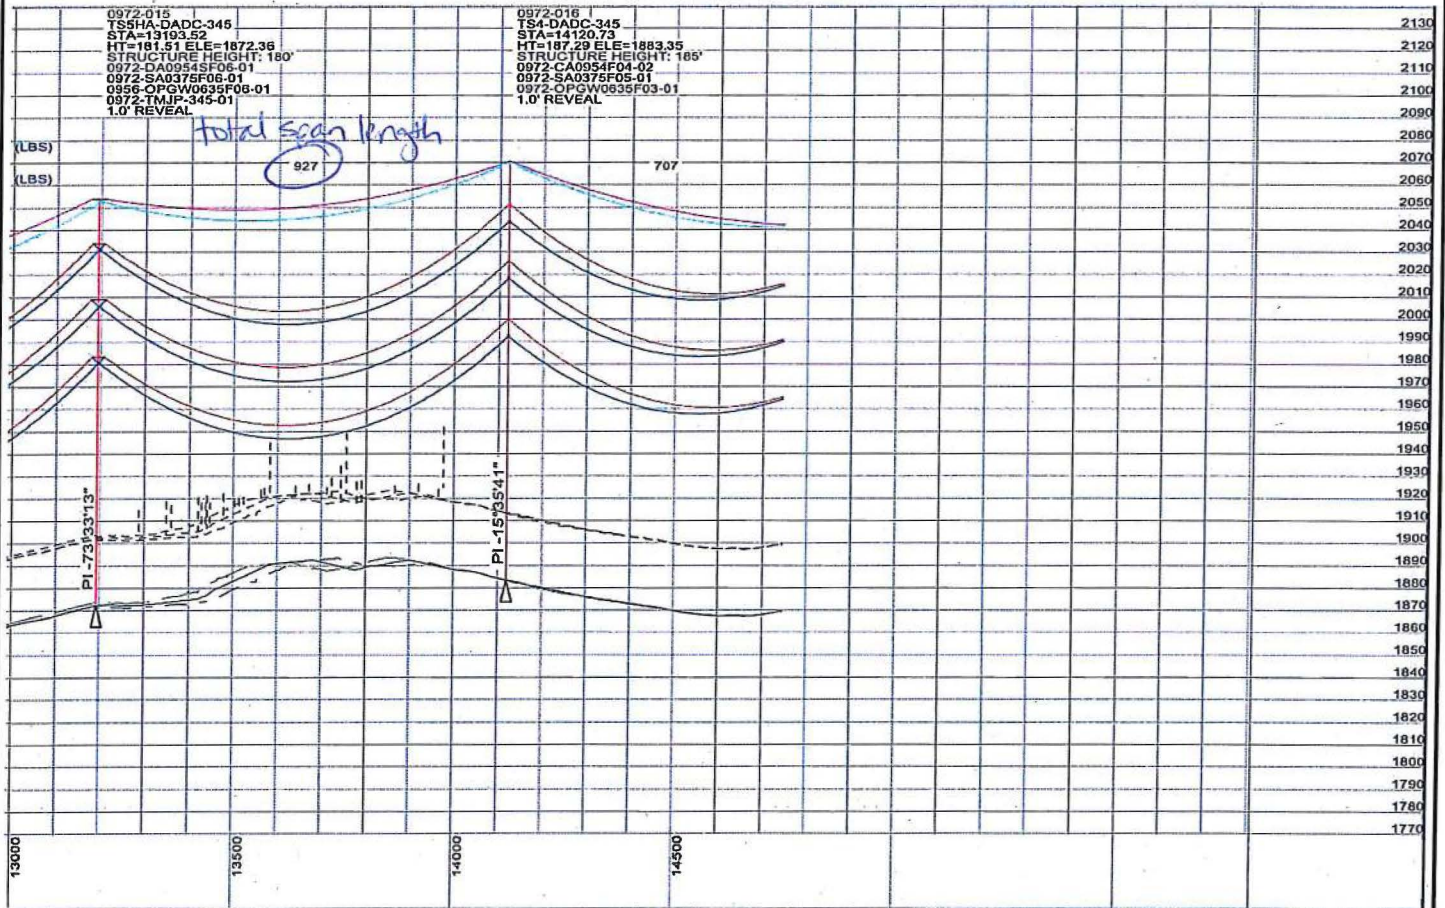 0972-015
TS5HA-DADC-345
STA=13193.52
HT=181.51 ELE=1872.36
STRUCTURE HEIGHT: 180'
0972-DA0954SF06-01
0972-SA0375F06-01
0956-OPGW0635F06-01
0972-TMJP-345-01
1.0' REVEAL
0972-016
TS4-DADC-345
STA=14120.73
HT=187.29 ELE=1883.35
STRUCTURE HEIGHT: 185'
0972-CA0954F04-02
0972-SA0375F05-01
0972-OPGW0635F03-01
1.0' REVEAL
total span length
(LBS)
(LBS)
927
707
PI -73°33'13"
PI -15°35'41"
2130
2120
2110
2100
2090
2080
2070
2060
2050
2040
2030
2020
2010
2000
1990
1980
1970
1960
1950
1940
1930
1920
1910
1900
1890
1880
1870
1860
1850
1840
1830
1820
1810
1800
1790
1780
1770
13000
13500
14000
14500